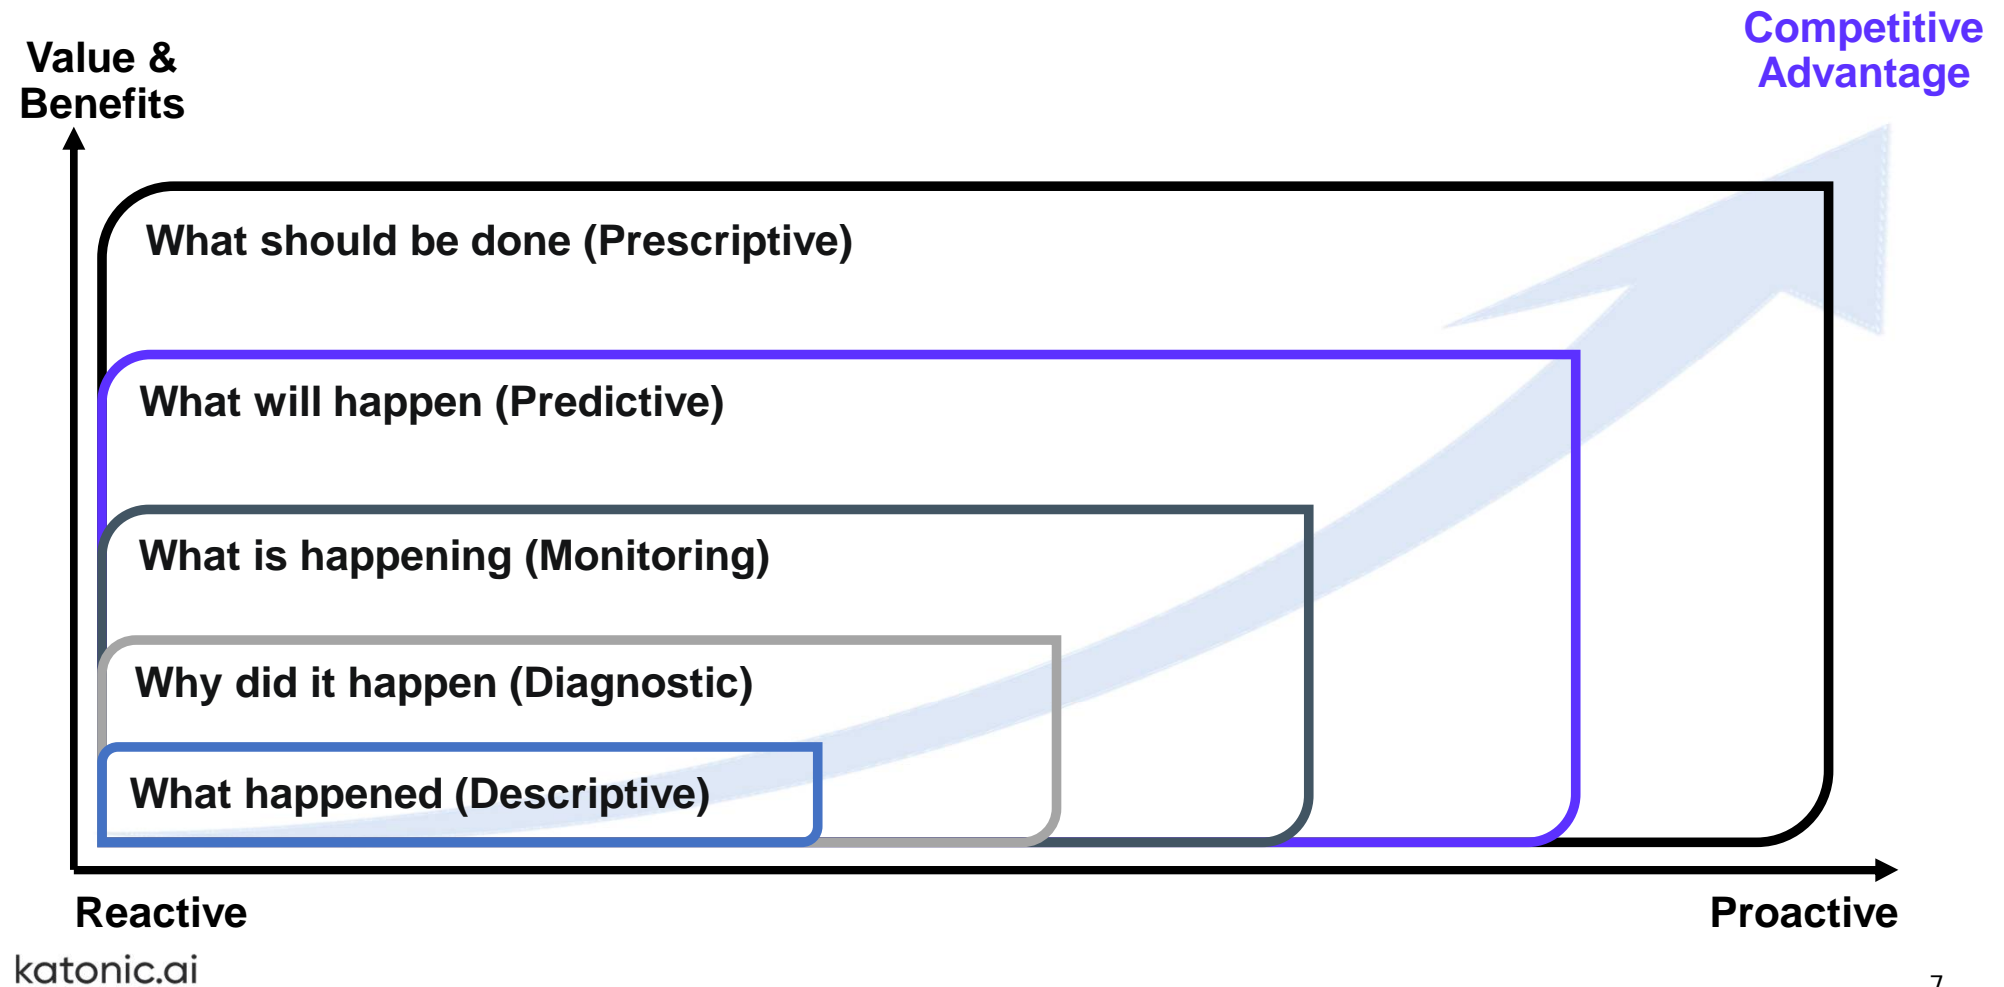 Competitive
Advantage
Value &
Benefits
What should be done (Prescriptive)
What will happen (Predictive)
What is happening (Monitoring)
Why did it happen (Diagnostic)
What happened (Descriptive)
Reactive
Proactive
katonic.ai
7